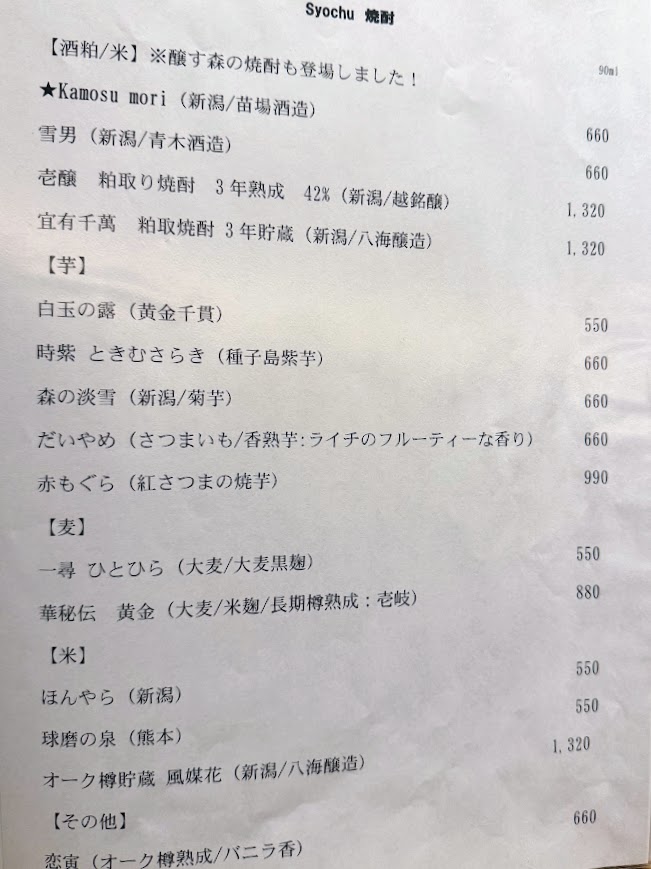 Syochu 焼酎
【酒粕/米】※醸す森の焼酎も登場しました! 90ml
★Kamosu mori (新潟/苗場酒造) 660
雪男 (新潟/青木酒造) 660
壱醸 粕取り焼酎 3年熟成 42% (新潟/越銘醸) 1,320
宜有千萬 粕取焼酎 3年貯蔵 (新潟/八海醸造) 1,320
【芋】
白玉の露 (黄金千貫) 550
時紫 ときむさらき (種子島紫芋) 660
森の淡雪 (新潟/菊芋) 660
だいやめ (さつまいも/香熟芋:ライチのフルーティーな香り) 660
赤もぐら (紅さつまの焼芋) 990
【麦】
一尋 ひとひら (大麦/大麦黒麹) 550
華秘伝 黄金 (大麦/米麹/長期樽熟成:壱岐) 880
【米】
ほんやら (新潟) 550
球磨の泉 (熊本) 550
オーク樽貯蔵 風媒花 (新潟/八海醸造) 1,320
【その他】
恋寅 (オーク樽熟成/バニラ香) 660